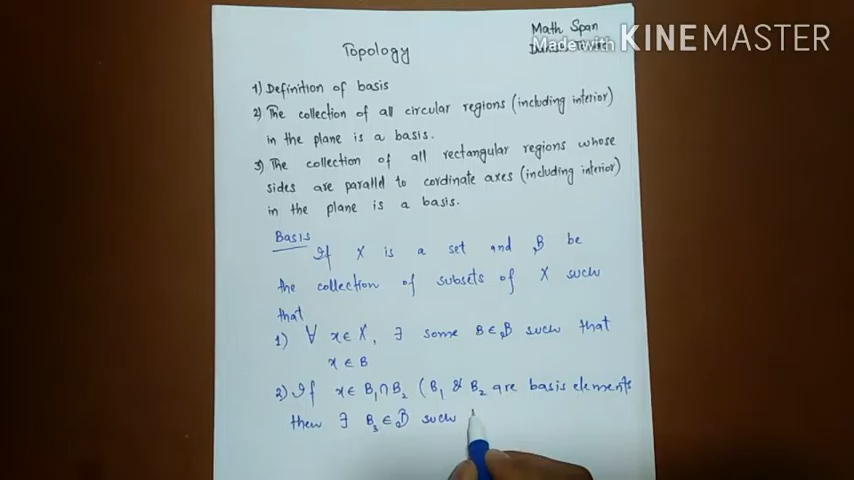 Math Span
Made with KINEMASTER
Topology
1) Definition of basis
2) The collection of all circular regions (including interior)
in the plane is a basis.
3) The collection of all rectangular regions whose
sides are parallel to cordinate axes (including interior)
in the plane is a basis.
Basis
If X is a set and ℬ be
the collection of subsets of X such
that
1) ∀ x∈X, ∃ some B∈ℬ such that
x∈B
2) If x∈B₁∩B₂ (B₁ & B₂ are basis elements
then ∃ B₃∈ℬ such